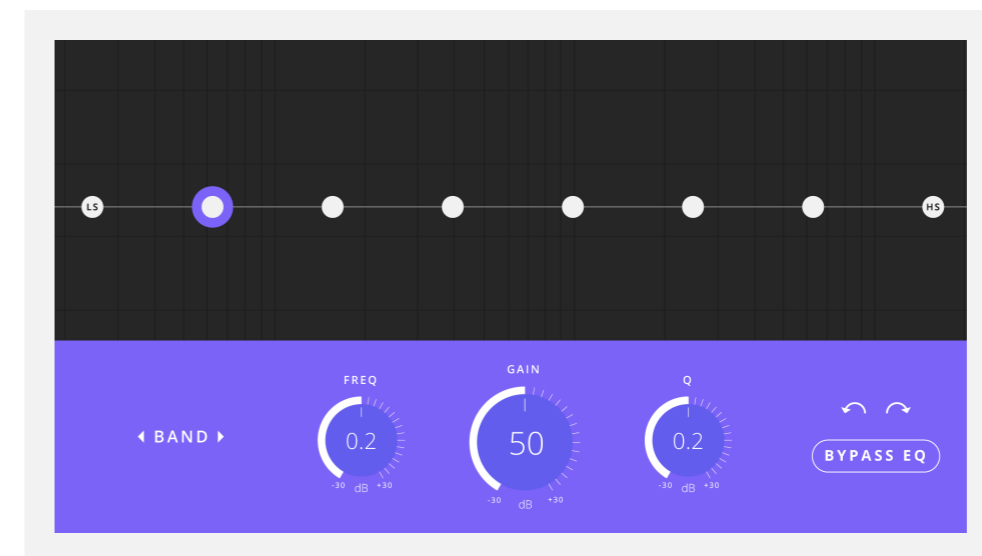 LS
HS
FREQ
0.2
-30 dB +30
GAIN
50
-30 dB +30
Q
0.2
-30 dB +30
BAND
BYPASS EQ